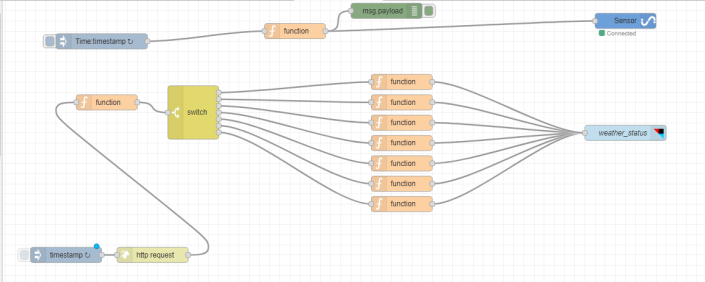 msg.payload
Time:timestamp ↻
function
Sensor
Connected
function
function
function
switch
function
function
weather_status
function
function
function
timestamp ↻
http request